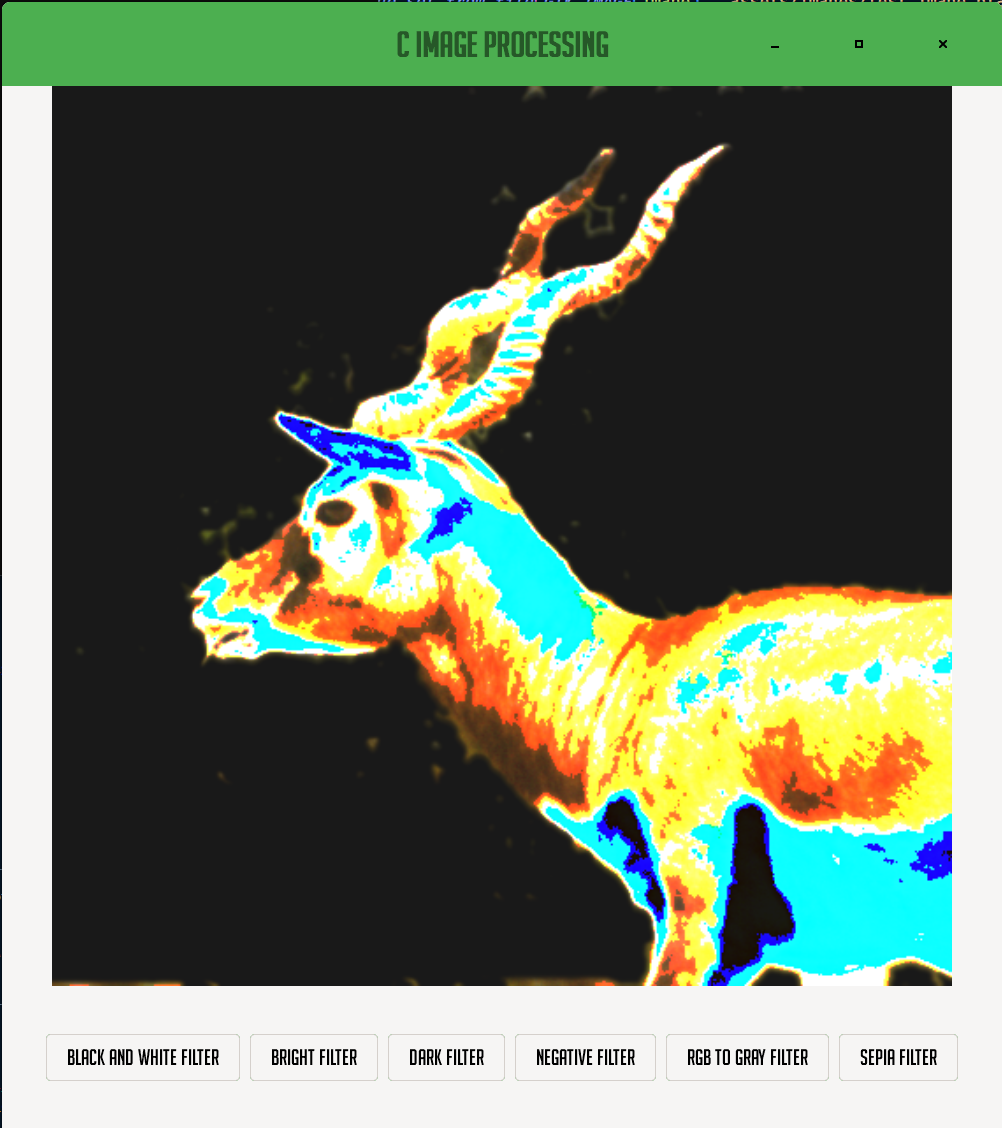 C IMAGE PROCESSING
BLACK AND WHITE FILTER
BRIGHT FILTER
DARK FILTER
NEGATIVE FILTER
RGB TO GRAY FILTER
SEPIA FILTER